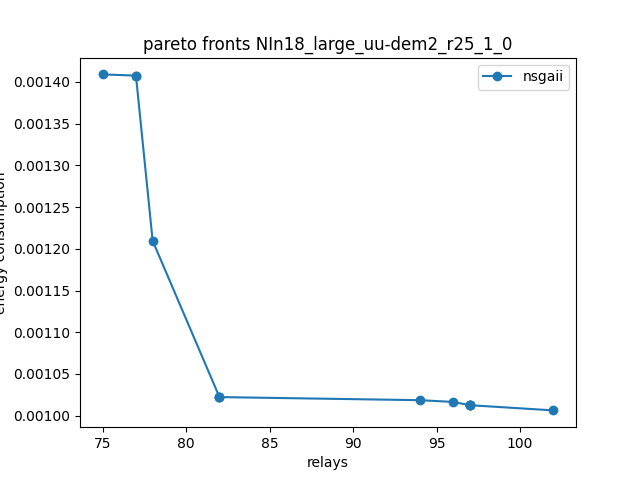 pareto fronts NIn18_large_uu-dem2_r25_1_0
nsgaii
0.00140
0.00135
0.00130
0.00125
0.00120
0.00115
0.00110
0.00105
0.00100
energy consumption
75 80 85 90 95 100
relays